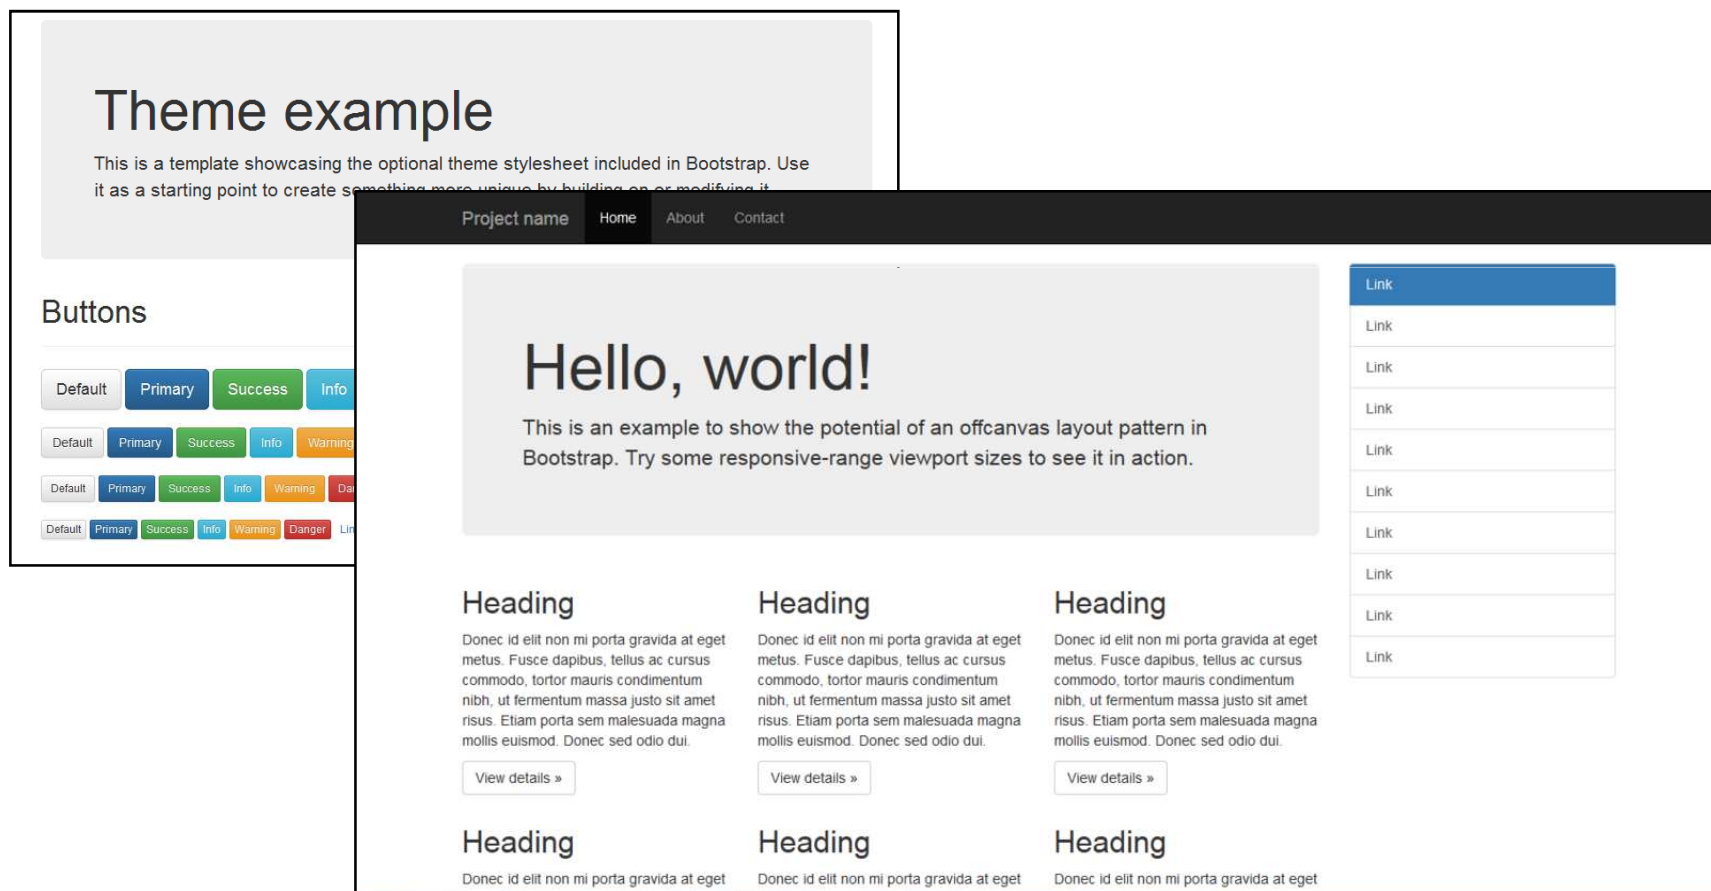 Theme example
This is a template showcasing the optional theme stylesheet included in Bootstrap. Use
it as a starting point to create something more unique by building on or modifying it
Buttons
Default Primary Success Info
Default Primary Success Info Warning
Default Primary Success Info Warning
Default Primary Success Info Warning Danger
Project name Home About Contact
Hello, world!
This is an example to show the potential of an offcanvas layout pattern in
Bootstrap. Try some responsive-range viewport sizes to see it in action.
Link
Link
Link
Link
Link
Link
Link
Link
Link
Link
Heading
Donec id elit non mi porta gravida at eget
metus. Fusce dapibus, tellus ac cursus
commodo, tortor mauris condimentum
nibh, ut fermentum massa justo sit amet
risus. Etiam porta sem malesuada magna
mollis euismod. Donec sed odio dui.
View details »
Heading
Donec id elit non mi porta gravida at eget
metus. Fusce dapibus, tellus ac cursus
commodo, tortor mauris condimentum
nibh, ut fermentum massa justo sit amet
risus. Etiam porta sem malesuada magna
mollis euismod. Donec sed odio dui.
View details »
Heading
Donec id elit non mi porta gravida at eget
metus. Fusce dapibus, tellus ac cursus
commodo, tortor mauris condimentum
nibh, ut fermentum massa justo sit amet
risus. Etiam porta sem malesuada magna
mollis euismod. Donec sed odio dui.
View details »
Heading
Donec id elit non mi porta gravida at eget
Heading
Donec id elit non mi porta gravida at eget
Heading
Donec id elit non mi porta gravida at eget